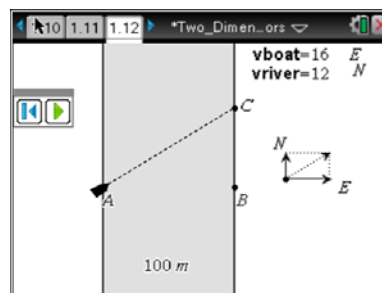 1.10 1.11 1.12 *Two_Dimen…ors
vboat=16 E
vriver=12 N
C
N
E
A
B
100 m